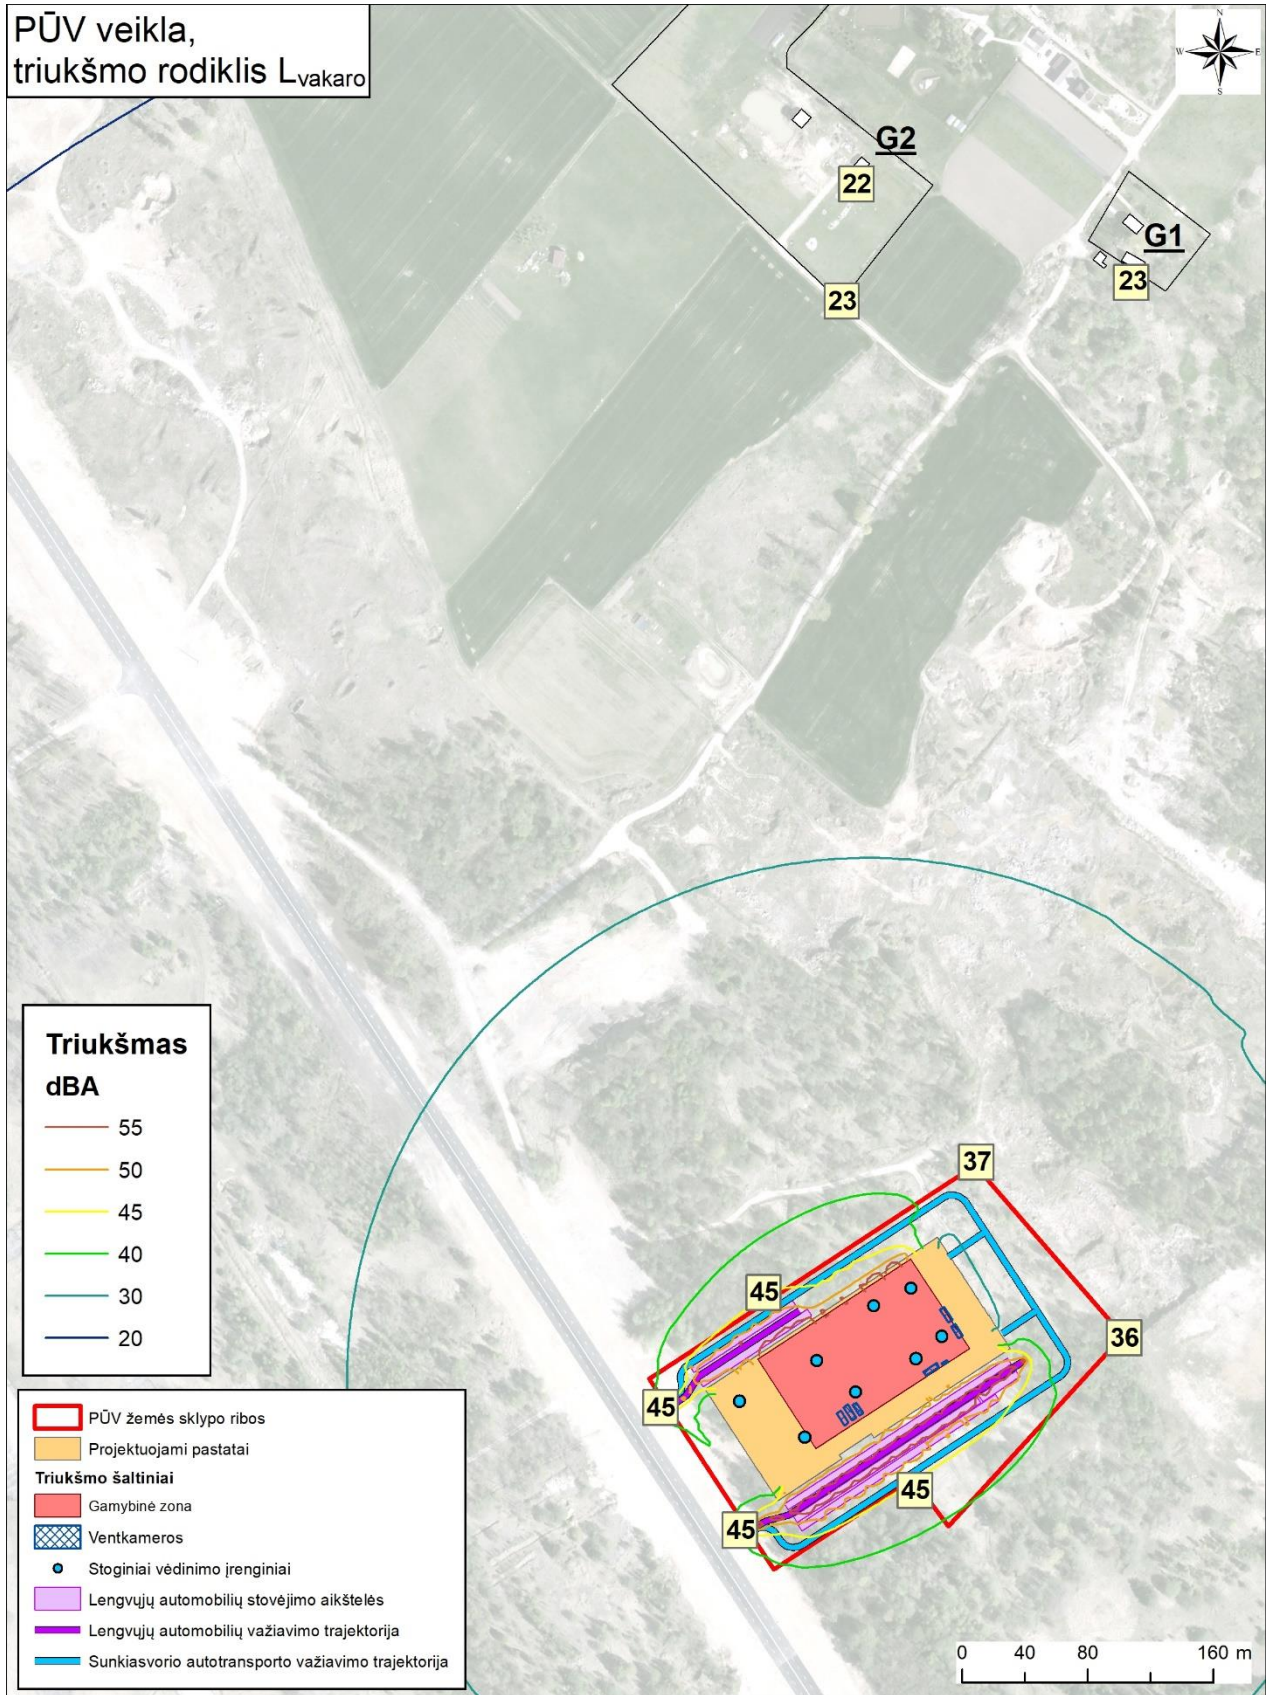 PŪV veikla,
triukšmo rodiklis Lvakaro
N
W
E
S
G2
22
G1
23
23
37
45
36
45
45
45
Triukšmas
dBA
55
50
45
40
30
20
PŪV žemės sklypo ribos
Projektuojami pastatai
Triukšmo šaltiniai
Gamybinė zona
Ventkameros
Stoginiai vėdinimo įrenginiai
Lengvųjų automobilių stovėjimo aikštelės
Lengvųjų automobilių važiavimo trajektorija
Sunkiasvorio autotransporto važiavimo trajektorija
0 40 80 160 m